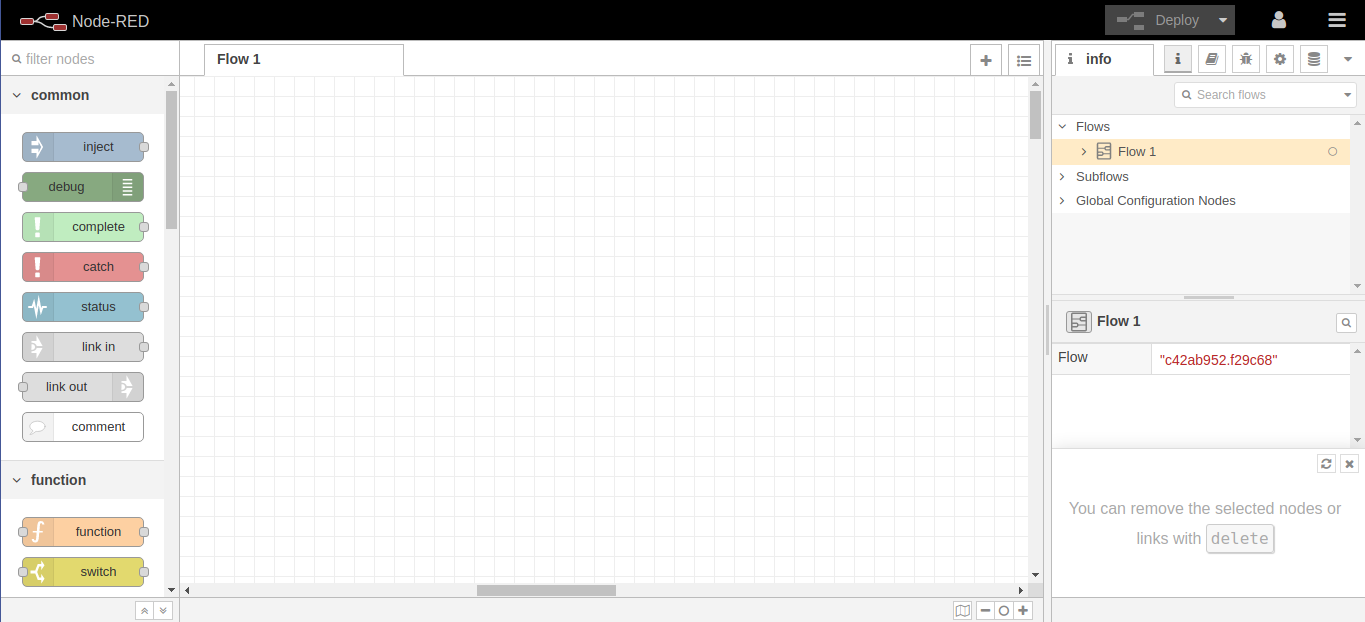 Node-RED
Deploy
filter nodes
Flow 1
info
Search flows
common
inject
debug
complete
catch
status
link in
link out
comment
function
function
switch
Flows
Flow 1
Subflows
Global Configuration Nodes
Flow 1
Flow "c42ab952.f29c68"
You can remove the selected nodes or
links with delete